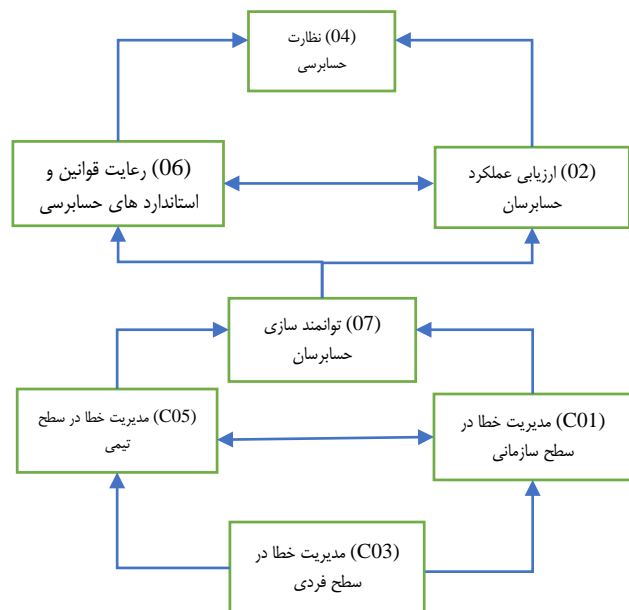 (04) نظارت
حسابرسی
(06) رعایت قوانین و
استاندارد های حسابرسی
(02) ارزیابی عملکرد
حسابرسان
(07) توانمند سازی
حسابرسان
(C05) مدیریت خطا در سطح
تیمی
(C01) مدیریت خطا در
سطح سازمانی
(C03) مدیریت خطا در
سطح فردی